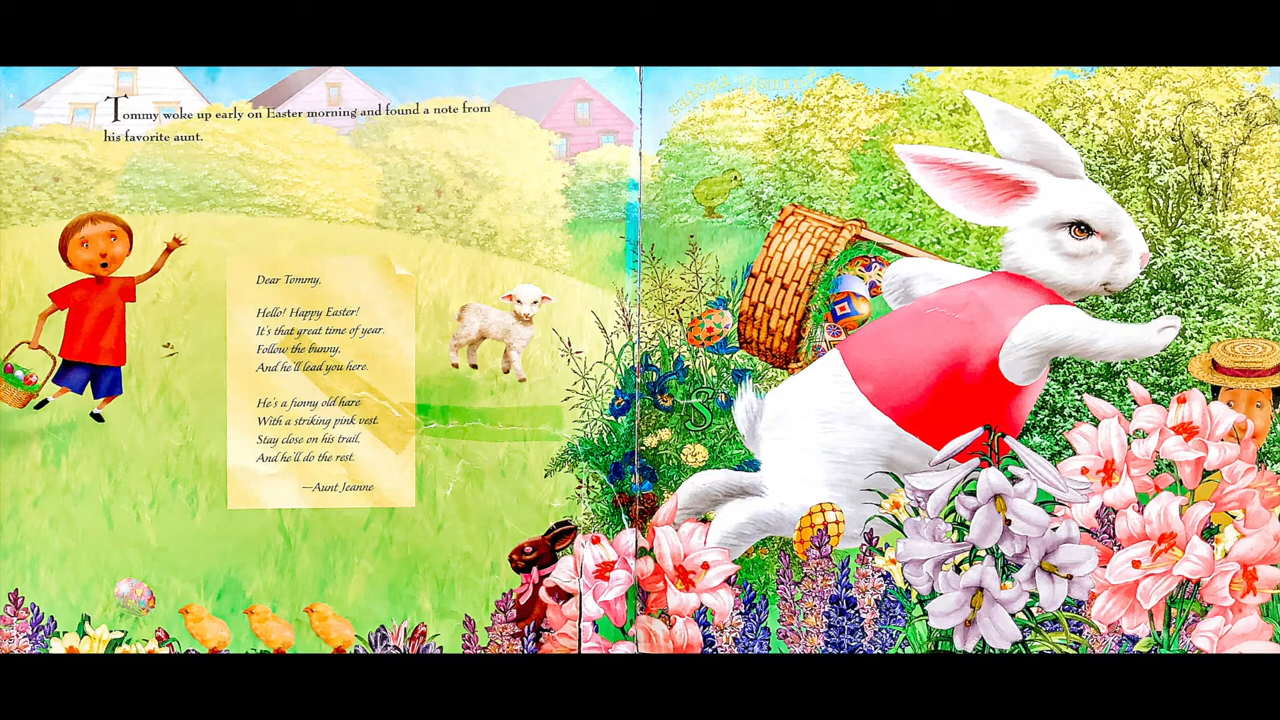 Tommy woke up early on Easter morning and found a note from
his favorite aunt.
Dear Tommy,
Hello! Happy Easter!
It's that great time of year.
Follow the bunny,
And he'll lead you here.
He's a funny old hare
With a striking pink vest.
Stay close on his trail,
And he'll do the rest.
—Aunt Jeanne
S